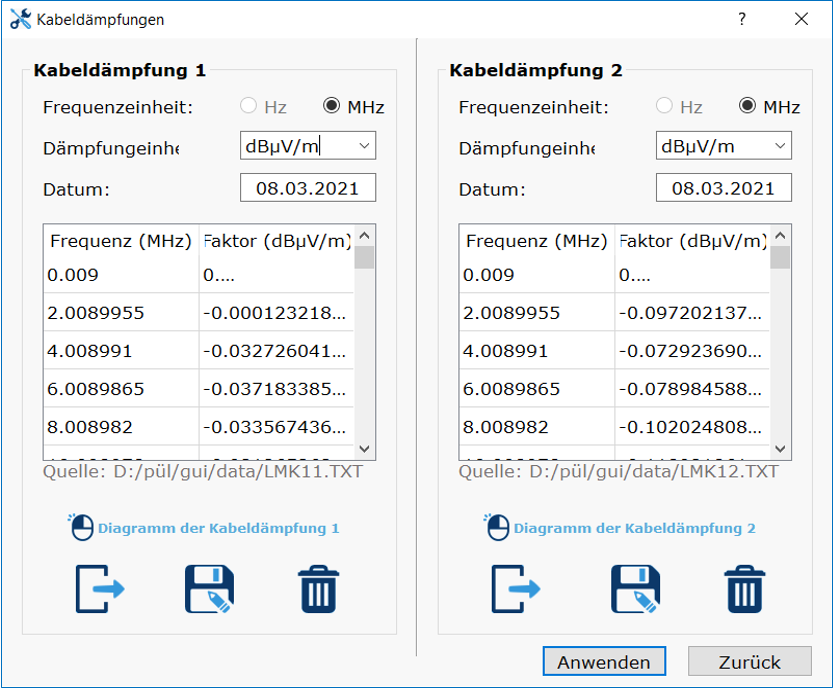 Kabeldämpfungen
?
Kabeldämpfung 1
Frequenzeinheit: Hz MHz
Dämpfungeinhe dBµV/m
Datum: 08.03.2021
Frequenz (MHz) Faktor (dBµV/m)
0.009 0....
2.0089955 -0.000123218...
4.008991 -0.032726041...
6.0089865 -0.037183385...
8.008982 -0.033567436...
Quelle: D:/pül/gui/data/LMK11.TXT
Diagramm der Kabeldämpfung 1
Kabeldämpfung 2
Frequenzeinheit: Hz MHz
Dämpfungeinhe dBµV/m
Datum: 08.03.2021
Frequenz (MHz) Faktor (dBµV/m)
0.009 0....
2.0089955 -0.097202137...
4.008991 -0.072923690...
6.0089865 -0.078984588...
8.008982 -0.102024808...
Quelle: D:/pül/gui/data/LMK12.TXT
Diagramm der Kabeldämpfung 2
Anwenden Zurück